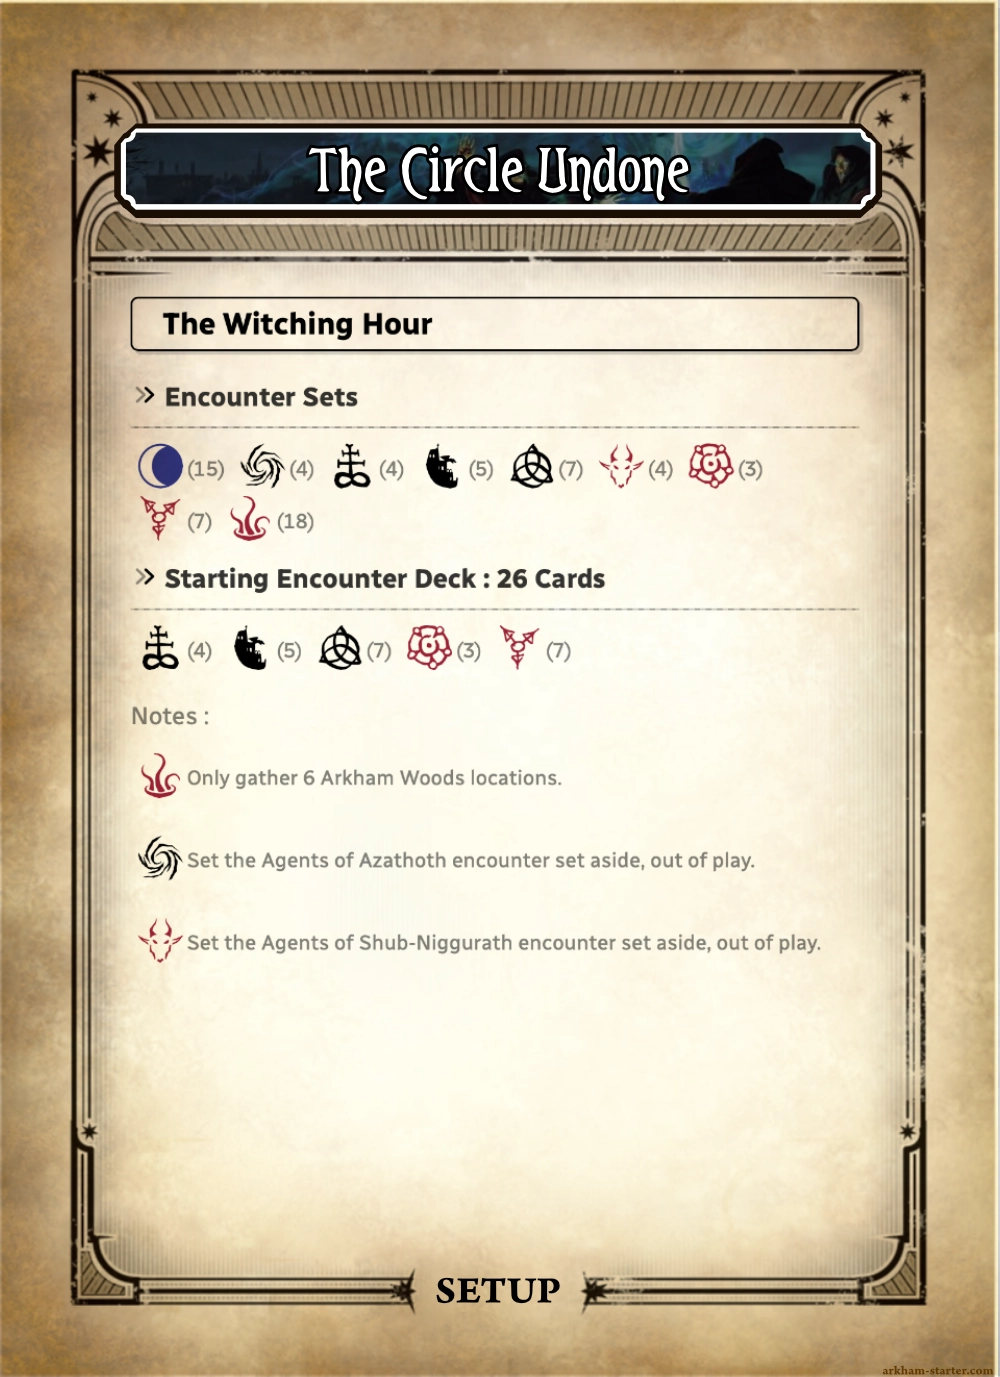 The Circle Undone
The Witching Hour
» Encounter Sets
(15) (4) (4) (5) (7) (4) (3)
(7) (18)
» Starting Encounter Deck : 26 Cards
(4) (5) (7) (3) (7)
Notes :
Only gather 6 Arkham Woods locations.
Set the Agents of Azathoth encounter set aside, out of play.
Set the Agents of Shub-Niggurath encounter set aside, out of play.
SETUP
arkham-starter.com